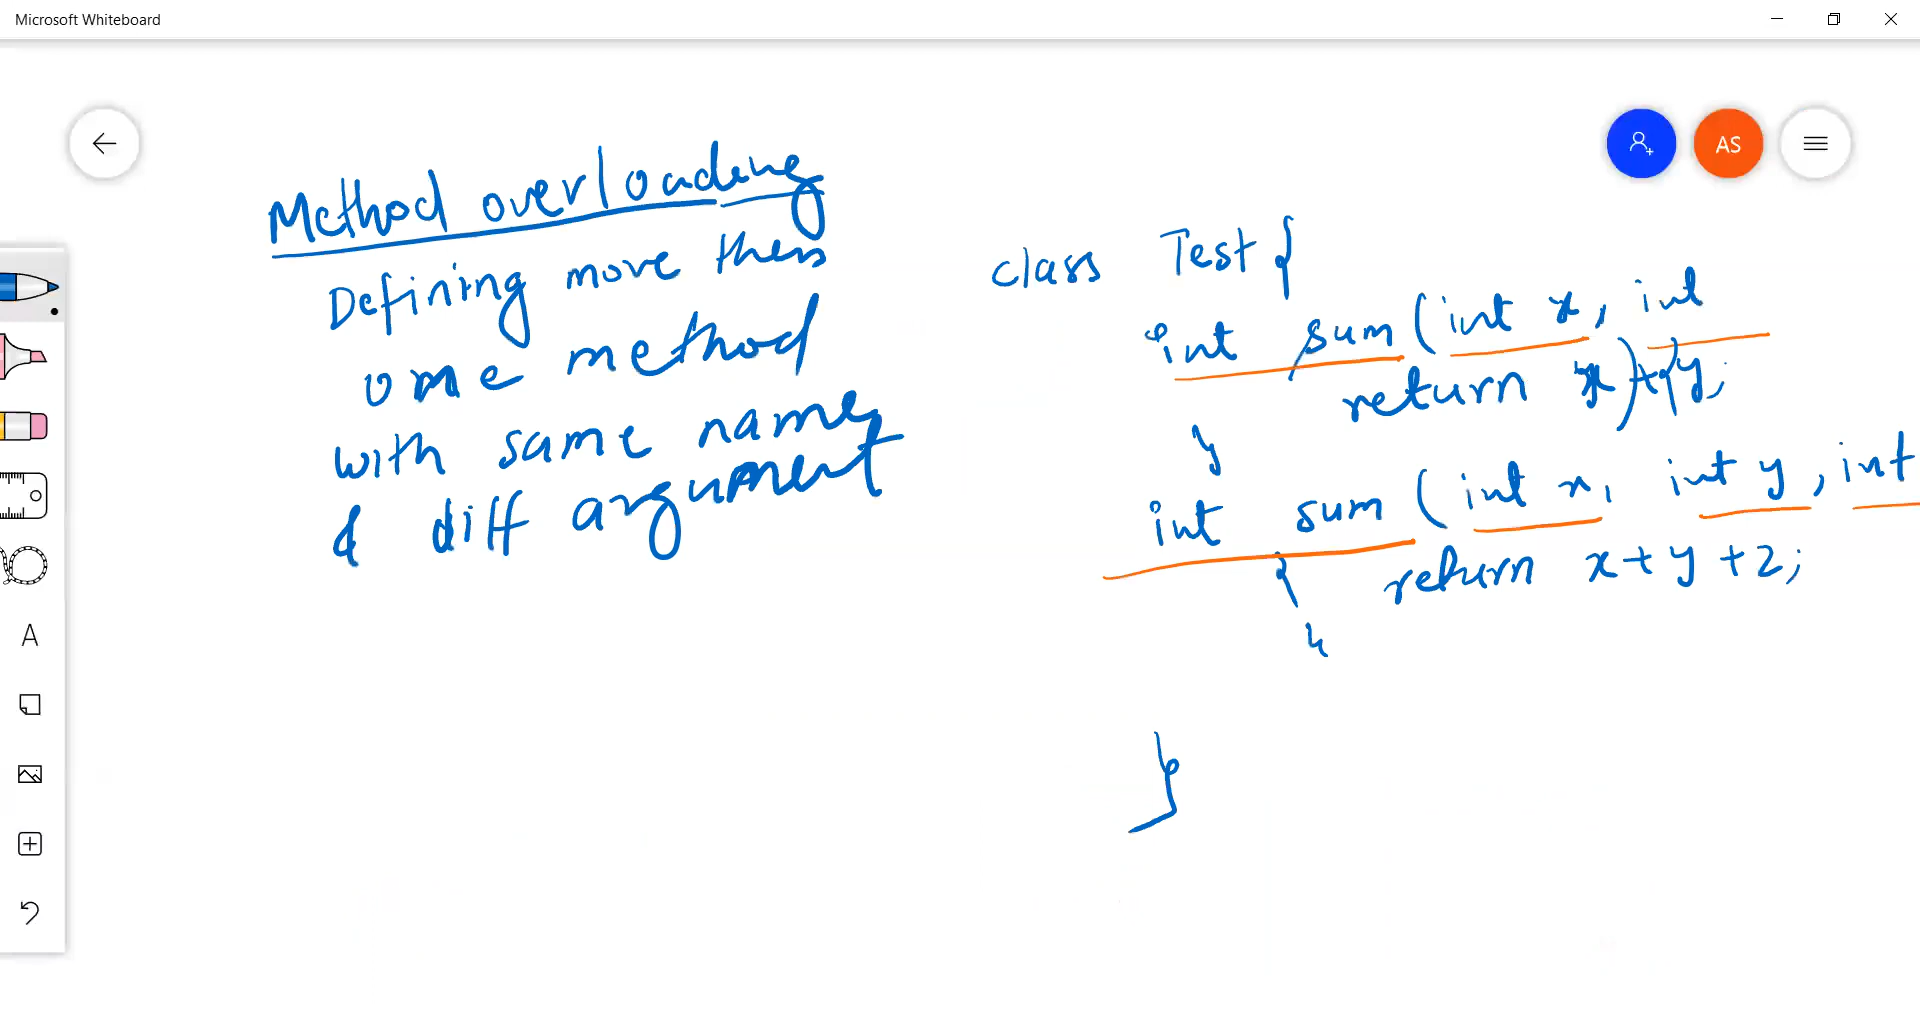 Microsoft Whiteboard
AS
Method overloading
Defining more then
one method
with same name
& diff argument
class Test {
int sum (int x, int
return x) + { y;
}
int sum (int x, int y, int
{ return x + y + z;
}
}
A